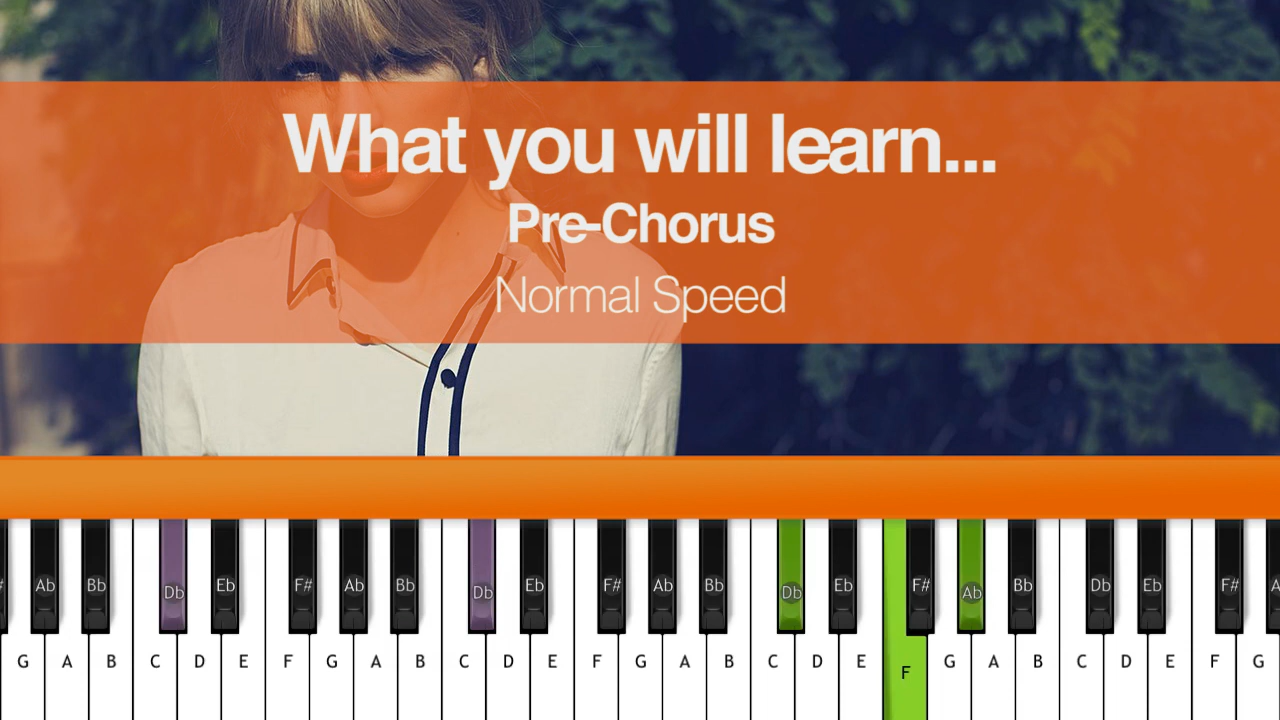 What you will learn...
Pre-Chorus
Normal Speed
# Ab Bb Db Eb F# Ab Bb Db Eb F# Ab Bb Db Eb F# Ab Bb Db Eb F# A
G A B C D E F G A B C D E F G A B C D E F G A B C D E F G